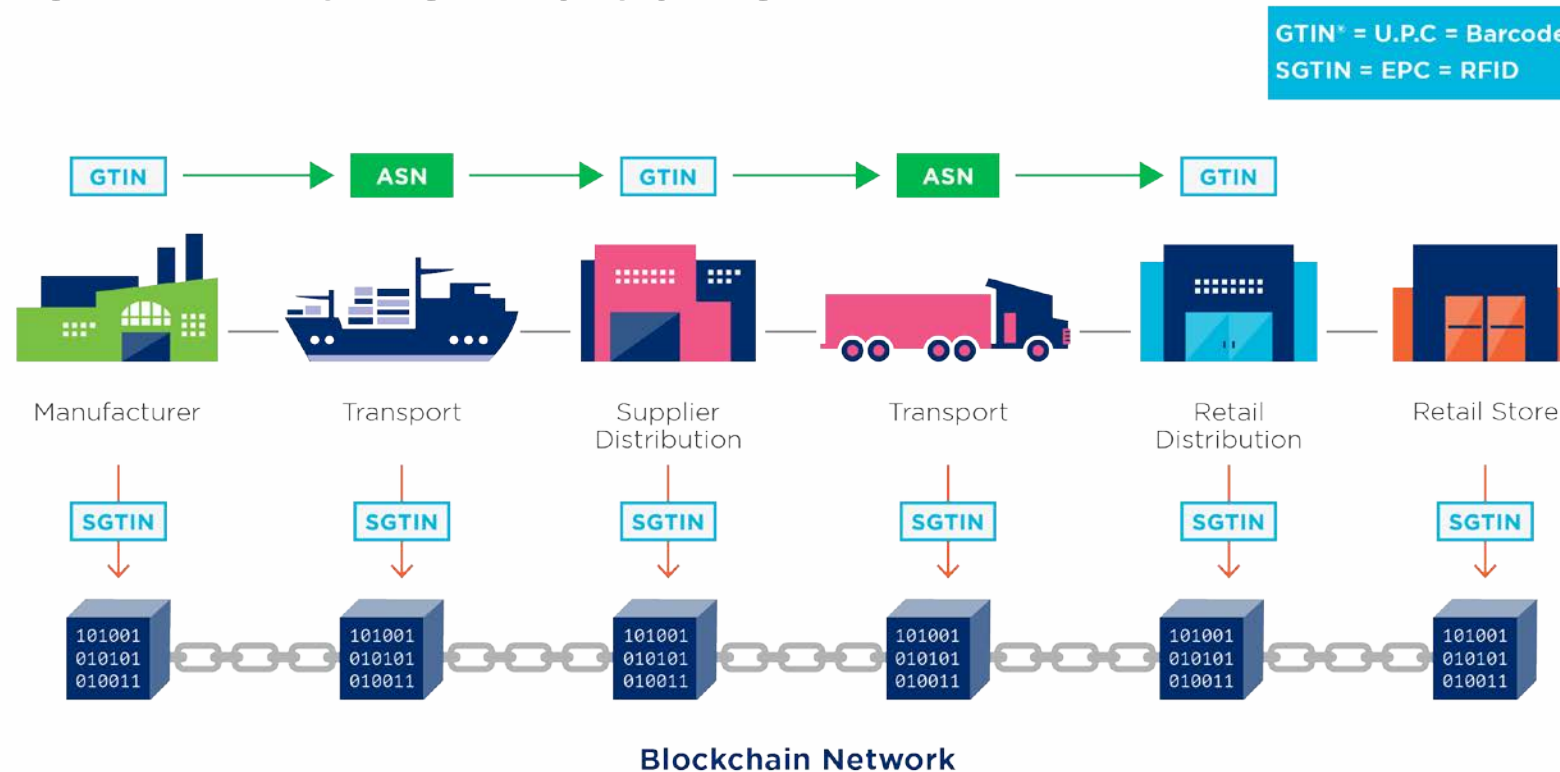 GTIN* = U.P.C = Barcode
SGTIN = EPC = RFID
GTIN ASN GTIN ASN GTIN
Manufacturer Transport Supplier Transport Retail Retail Store
Distribution Distribution
SGTIN SGTIN SGTIN SGTIN SGTIN SGTIN
101001 101001 101001 101001 101001 101001
010101 010101 010101 010101 010101 010101
010011 010011 010011 010011 010011 010011
Blockchain Network